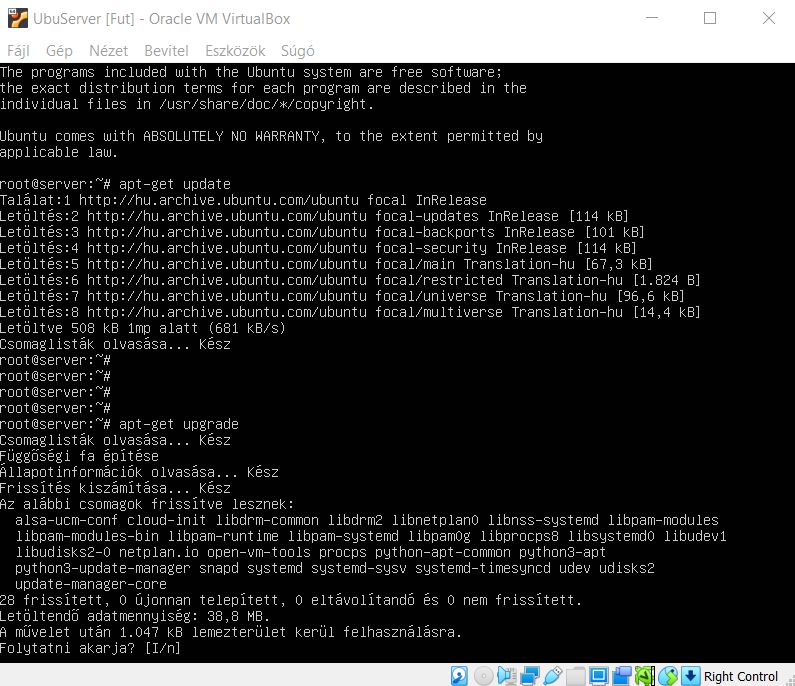 UbuServer [Fut] - Oracle VM VirtualBox
Fájl Gép Nézet Bevitel Eszközök Súgó
The programs included with the Ubuntu system are free software;
the exact distribution terms for each program are described in the
individual files in /usr/share/doc/*/copyright.
Ubuntu comes with ABSOLUTELY NO WARRANTY, to the extent permitted by
applicable law.
root@server:~# apt-get update
Találat:1 http://hu.archive.ubuntu.com/ubuntu focal InRelease
Letöltés:2 http://hu.archive.ubuntu.com/ubuntu focal-updates InRelease [114 kB]
Letöltés:3 http://hu.archive.ubuntu.com/ubuntu focal-backports InRelease [101 kB]
Letöltés:4 http://hu.archive.ubuntu.com/ubuntu focal-security InRelease [114 kB]
Letöltés:5 http://hu.archive.ubuntu.com/ubuntu focal/main Translation-hu [67,3 kB]
Letöltés:6 http://hu.archive.ubuntu.com/ubuntu focal/restricted Translation-hu [1.824 B]
Letöltés:7 http://hu.archive.ubuntu.com/ubuntu focal/universe Translation-hu [96,6 kB]
Letöltés:8 http://hu.archive.ubuntu.com/ubuntu focal/multiverse Translation-hu [14,4 kB]
Letöltve 508 kB 1mp alatt (681 kB/s)
Csomaglisták olvasása... Kész
root@server:~#
root@server:~#
root@server:~#
root@server:~#
root@server:~# apt-get upgrade
Csomaglisták olvasása... Kész
Függőségi fa építése
Állapotinformációk olvasása... Kész
Frissítés kiszámítása... Kész
Az alábbi csomagok frissítve lesznek:
alsa-ucm-conf cloud-init libdrm-common libdrm2 libnetplan0 libnss-systemd libpam-modules
libpam-modules-bin libpam-runtime libpam-systemd libpam0g libprocps8 libsystemd0 libudev1
libudisks2-0 netplan.io open-vm-tools procps python-apt-common python3-apt
python3-update-manager snapd systemd systemd-sysv systemd-timesyncd udev udisks2
update-manager-core
28 frissített, 0 újonnan telepített, 0 eltávolítandó és 0 nem frissített.
Letöltendő adatmennyiség: 38,8 MB.
A művelet után 1.047 kB lemezterület kerül felhasználásra.
Folytatni akarja? [I/n]
Right Control